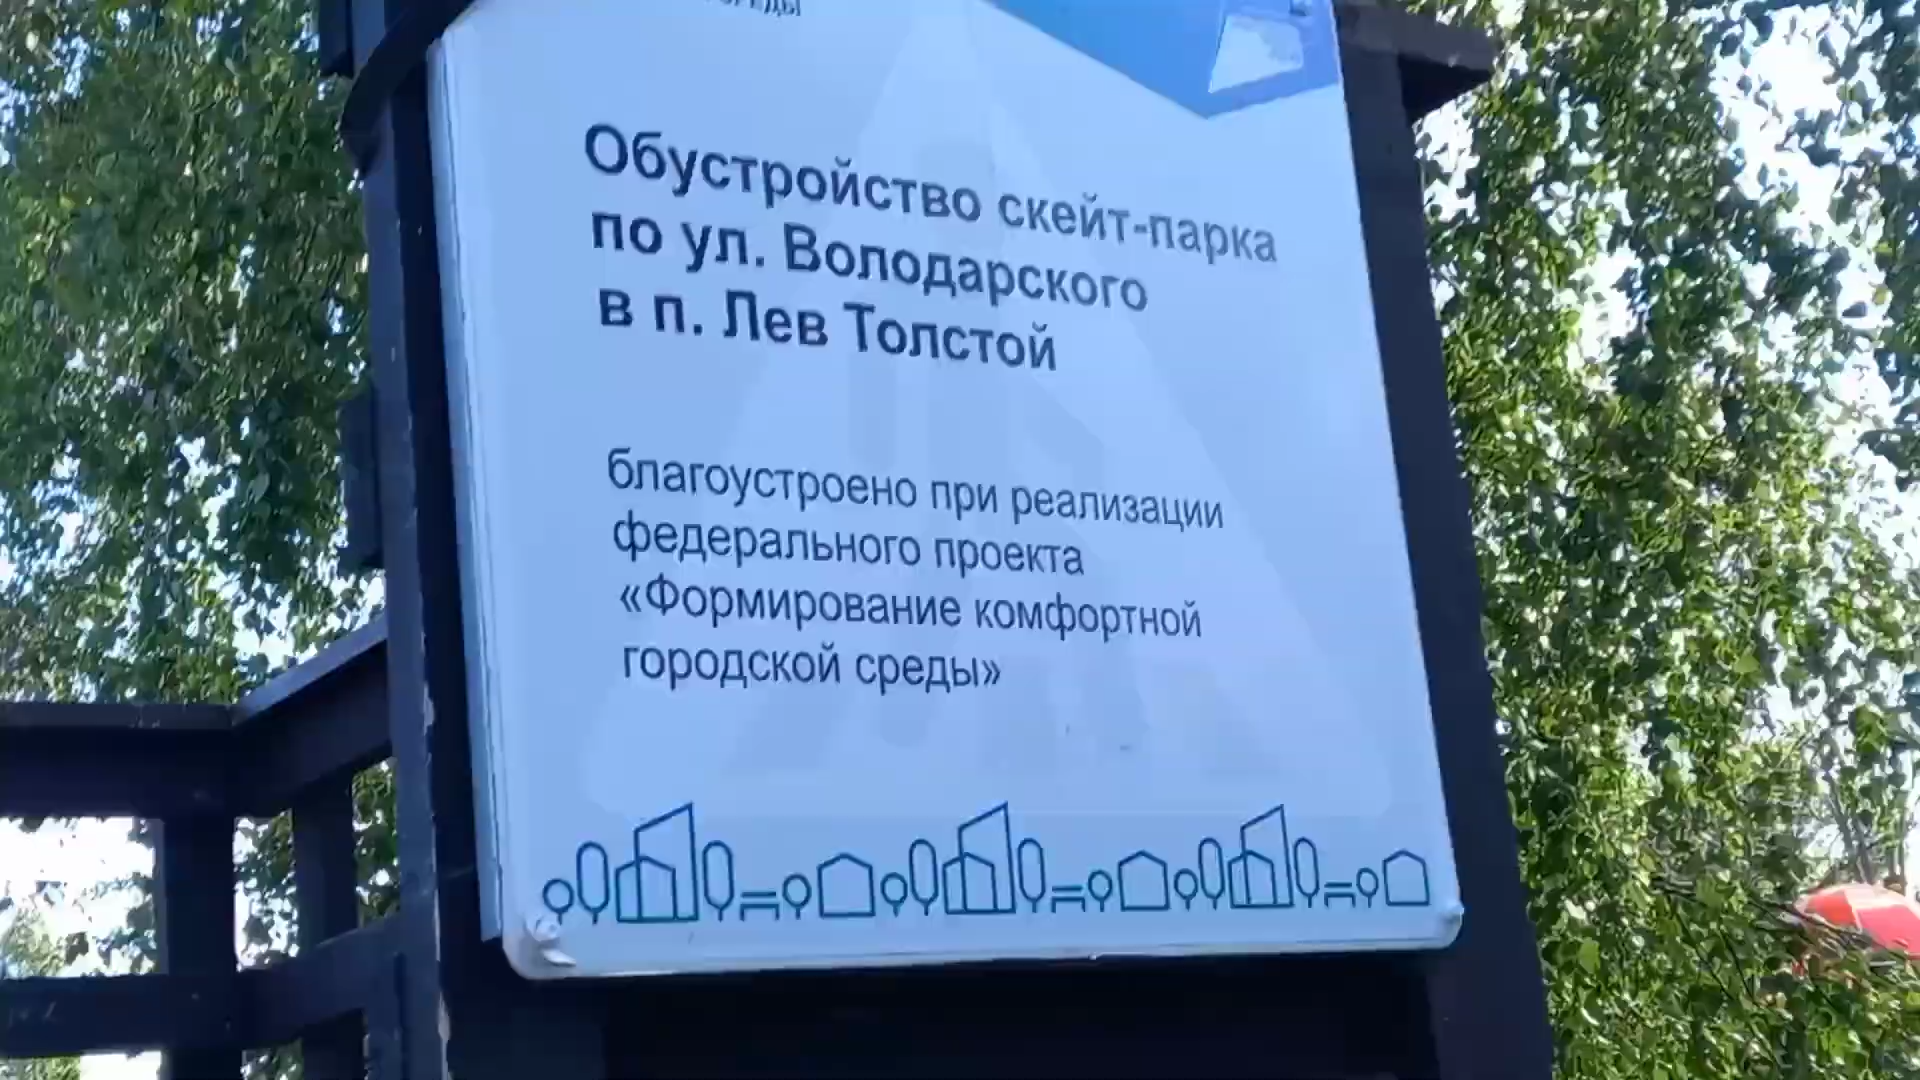 Обустройство скейт-парка
по ул. Володарского
в п. Лев Толстой
благоустроено при реализации
федерального проекта
«Формирование комфортной
городской среды»